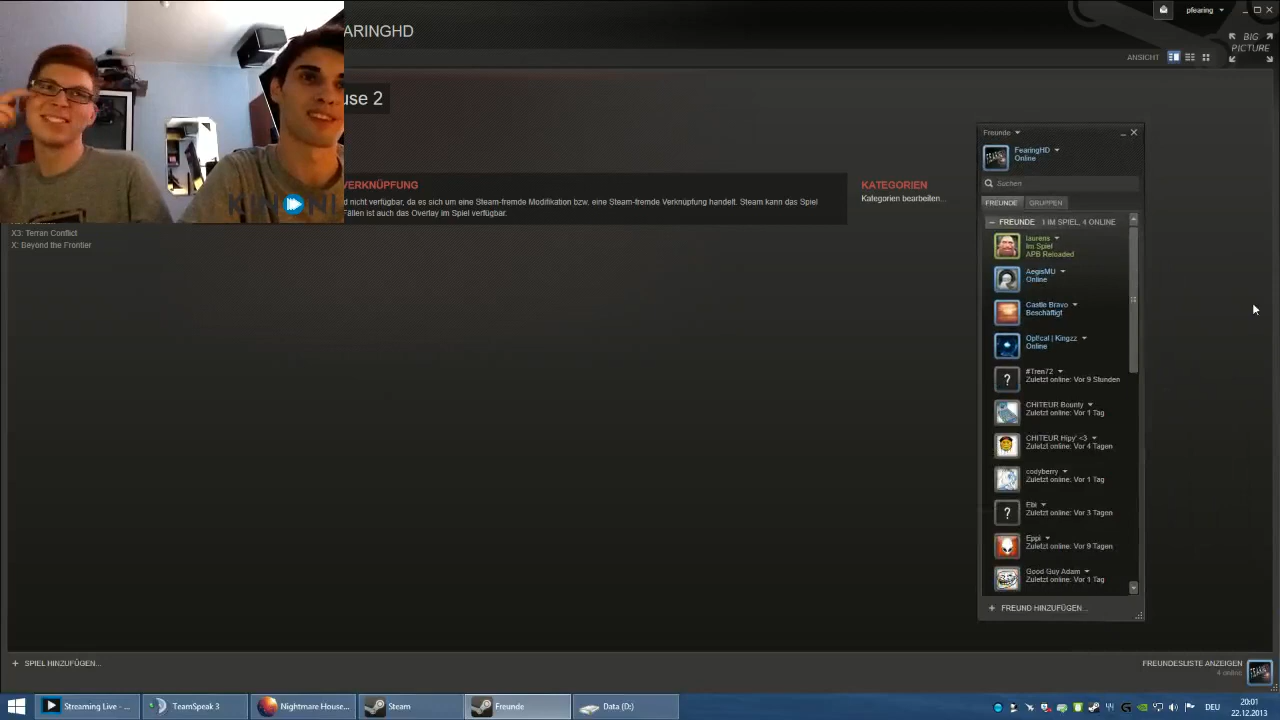 pfearing
ARINGHD
BIG
PICTURE
ANSICHT
use 2
VERKNÜPFUNG
d nicht verfügbar, da es sich um eine Steam-fremde Modifikation bzw. eine Steam-fremde Verknüpfung handelt. Steam kann das Spiel
Fällen ist auch das Overlay im Spiel verfügbar.
KATEGORIEN
Kategorien bearbeiten...
X3: Terran Conflict
X: Beyond the Frontier
Freunde
FearingHD
Online
Suchen
FREUNDE GRUPPEN
FREUNDE 1 IM SPIEL, 4 ONLINE
laurens
Im Spiel
APB Reloaded
AegisMU
Online
Castle Bravo
Beschäftigt
Opt!cal | Kingzz
Online
#Tren72
Zuletzt online: Vor 9 Stunden
CHITEUR Bounty
Zuletzt online: Vor 1 Tag
CHITEUR Hipy' <3
Zuletzt online: Vor 4 Tagen
codyberry
Zuletzt online: Vor 1 Tag
Ebi
Zuletzt online: Vor 3 Tagen
Eppi
Zuletzt online: Vor 9 Tagen
Good Guy Adam
Zuletzt online: Vor 1 Tag
+ FREUND HINZUFÜGEN...
+ SPIEL HINZUFÜGEN...
FREUNDESLISTE ANZEIGEN
4 online
Streaming Live - ...
TeamSpeak 3
Nightmare House...
Steam
Freunde
Data (D:)
DEU
20:01
22.12.2013